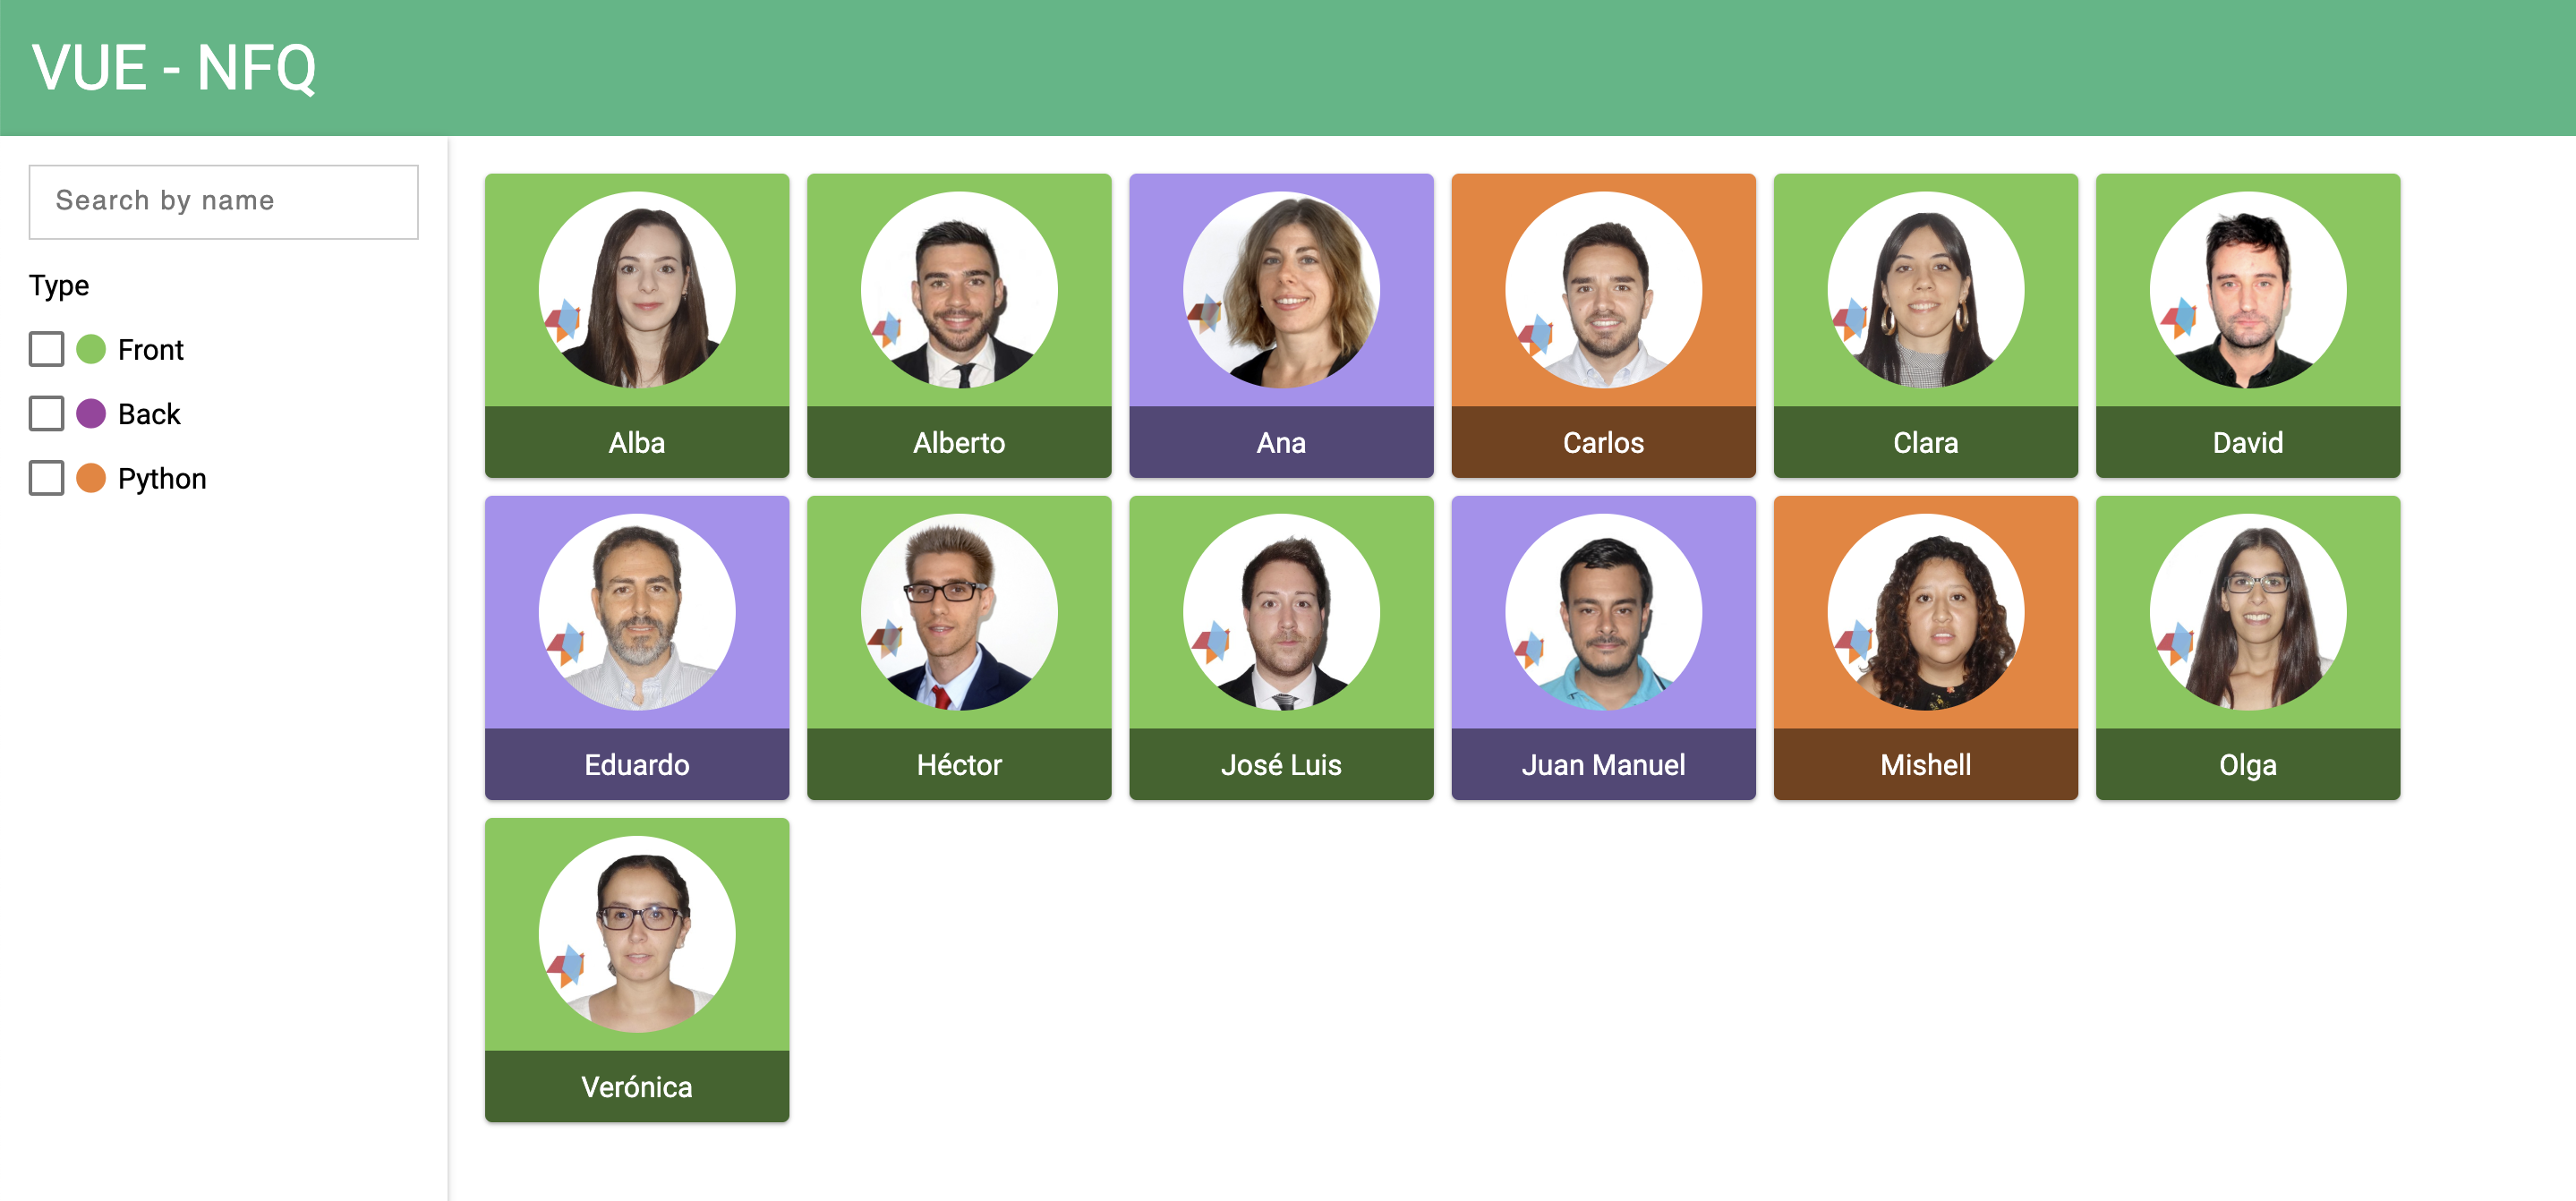 VUE - NFQ
Search by name
Type
Front
Back
Python
Alba
Alberto
Ana
Carlos
Clara
David
Eduardo
Héctor
José Luis
Juan Manuel
Mishell
Olga
Verónica